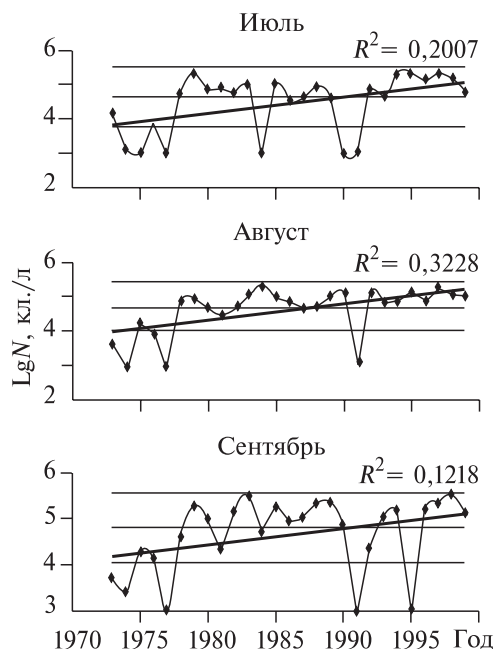 Июль
R² = 0,2007
6
4
2
Август
R² = 0,3228
6
4
2
LgN, кл./л
Сентябрь
R² = 0,1218
6
5
4
3
1970 1975 1980 1985 1990 1995 Год